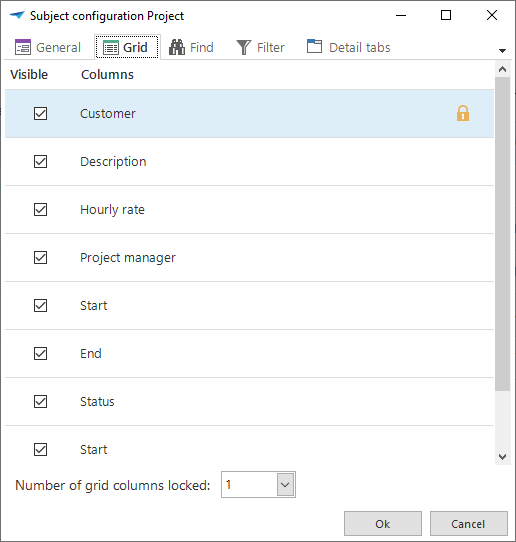 Subject configuration Project
General Grid Find Filter Detail tabs
Visible Columns
Customer
Description
Hourly rate
Project manager
Start
End
Status
Start
Number of grid columns locked: 1
Ok Cancel